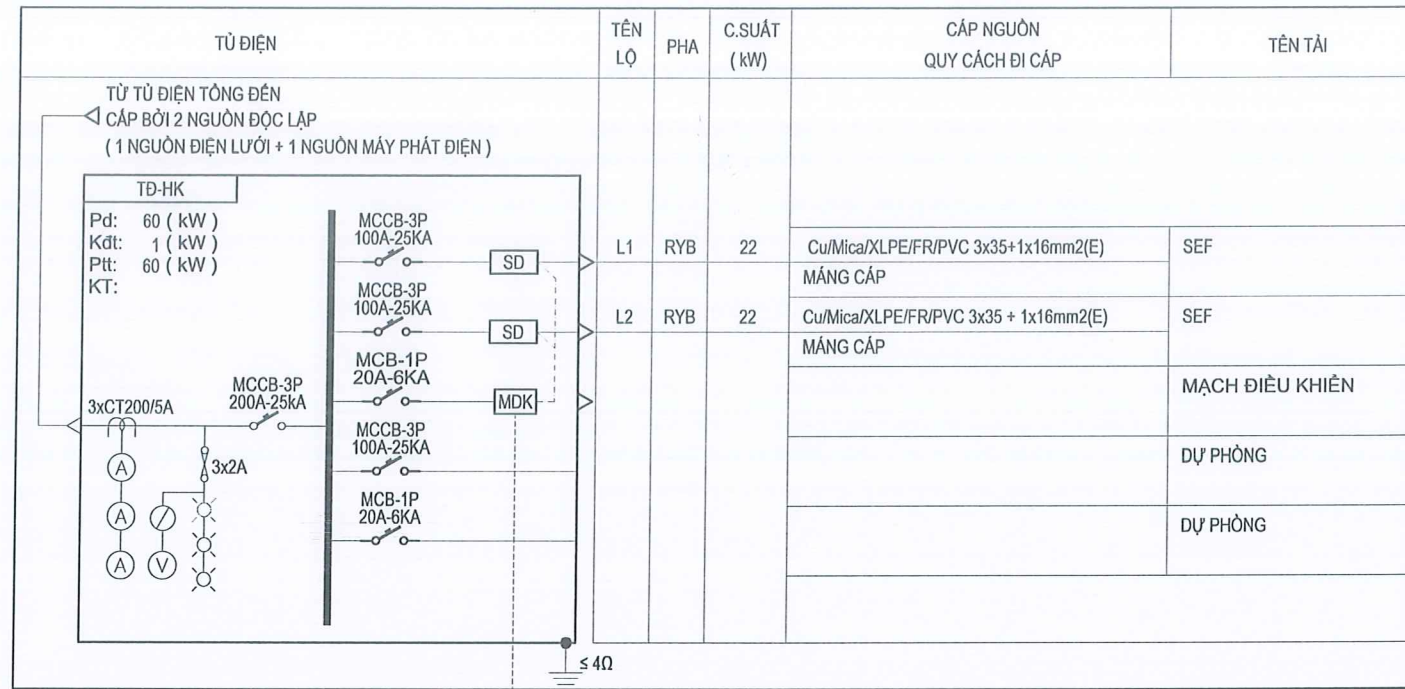 TỦ ĐIỆN
TÊN
LỘ
PHA
C.SUẤT
( kW)
CÁP NGUỒN
QUY CÁCH ĐI CÁP
TÊN TẢI
TỪ TỦ ĐIỆN TỔNG ĐẾN
CẤP BỞI 2 NGUỒN ĐỘC LẬP
( 1 NGUỒN ĐIỆN LƯỚI + 1 NGUỒN MÁY PHÁT ĐIỆN )
TĐ-HK
Pd: 60 ( kW )
Kđt: 1 ( kW )
Ptt: 60 ( kW )
KT:
MCCB-3P
100A-25KA
SD
L1 RYB 22 Cu/Mica/XLPE/FR/PVC 3x35+1x16mm2(E) SEF
MÁNG CÁP
MCCB-3P
100A-25KA
SD
L2 RYB 22 Cu/Mica/XLPE/FR/PVC 3x35 + 1x16mm2(E) SEF
MÁNG CÁP
MCB-1P
20A-6KA
MDK
MẠCH ĐIỀU KHIỂN
MCCB-3P
200A-25kA
3xCT200/5A
MCCB-3P
100A-25KA
DỰ PHÒNG
A
3x2A
MCB-1P
20A-6KA
DỰ PHÒNG
A
A
V
≤ 4Ω